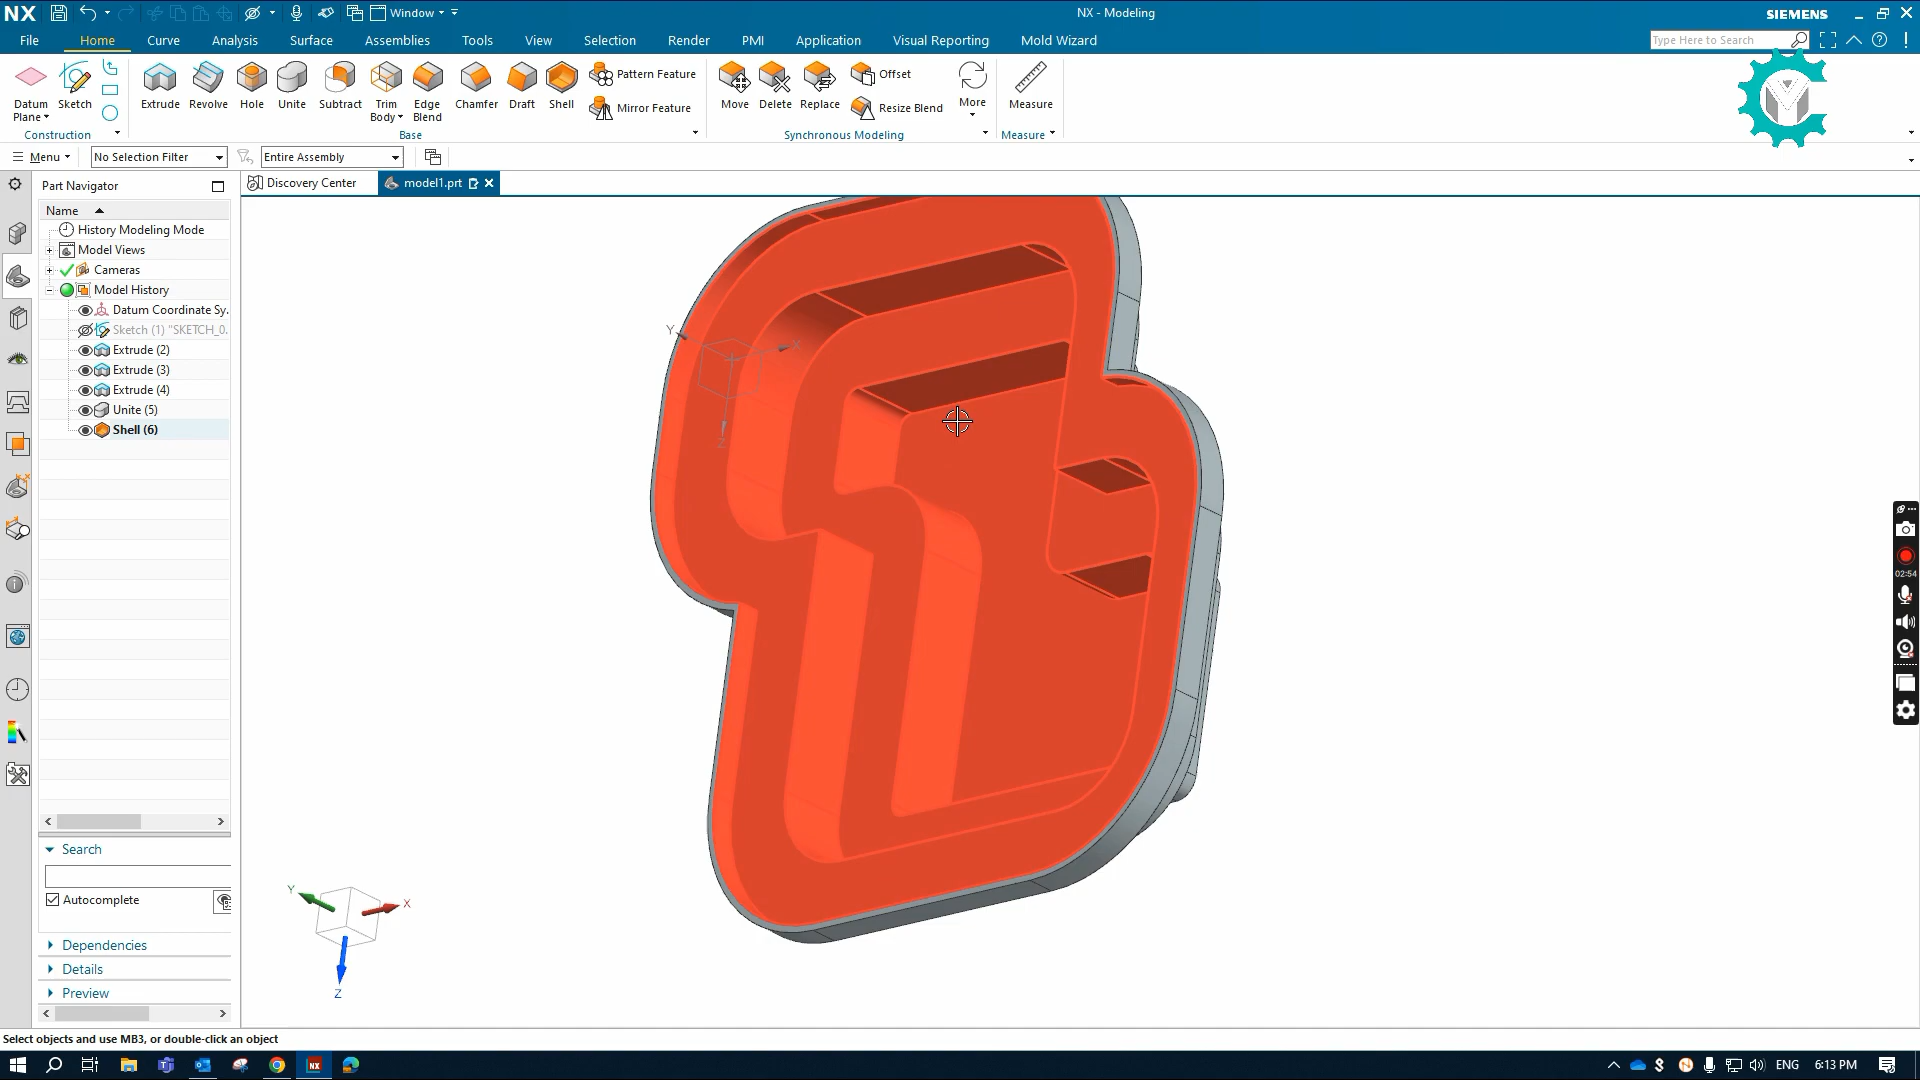 NX
Window
NX - Modeling
SIEMENS
File
Home
Curve
Analysis
Surface
Assemblies
Tools
View
Selection
Render
PMI
Application
Visual Reporting
Mold Wizard
Type Here to Search
Datum
Plane
Sketch
Extrude
Revolve
Hole
Unite
Subtract
Trim
Body
Edge
Blend
Chamfer
Draft
Shell
Pattern Feature
Mirror Feature
Move
Delete
Replace
Offset
Resize Blend
More
Measure
Construction
Base
Synchronous Modeling
Measure
Menu
No Selection Filter
Entire Assembly
Part Navigator
Discovery Center
model1.prt
Name
History Modeling Mode
Model Views
Cameras
Model History
Datum Coordinate Sy.
Sketch (1) "SKETCH_0.
Extrude (2)
Extrude (3)
Extrude (4)
Unite (5)
Shell (6)
Y
X
Z
Search
Autocomplete
Dependencies
Details
Preview
Y
X
Z
02:54
Select objects and use MB3, or double-click an object
NX
ENG
6:13 PM